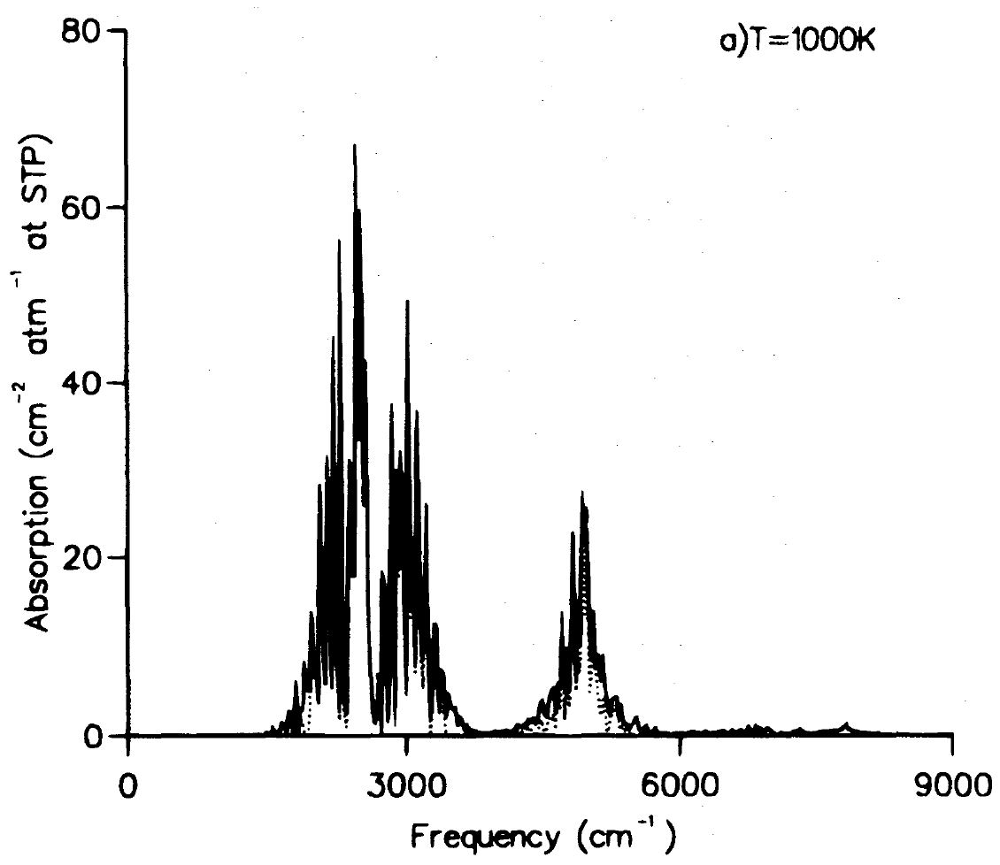 a)T=1000K
80
60
40
20
0
Absorption (cm⁻² atm⁻¹ at STP)
0 3000 6000 9000
Frequency (cm⁻¹)